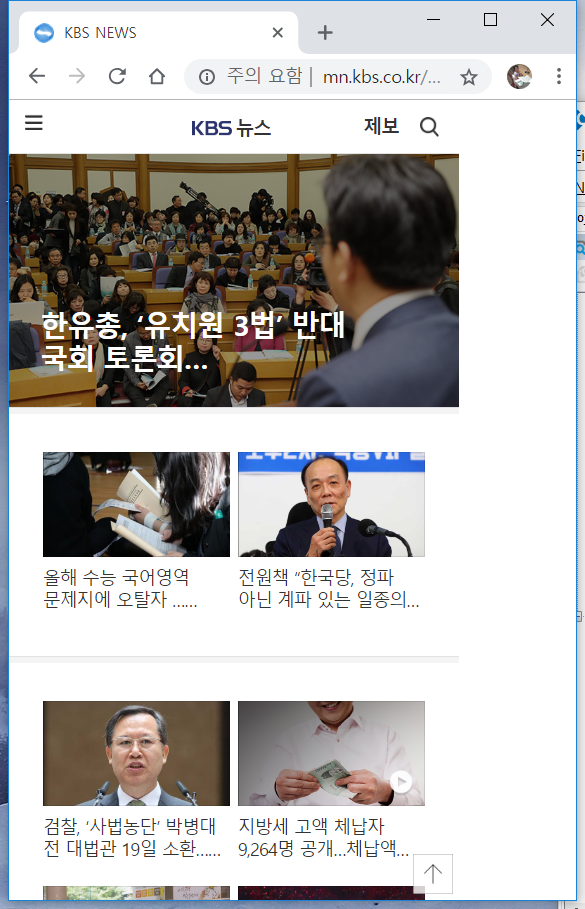 KBS NEWS
주의 요함 | mn.kbs.co.kr/...
KBS 뉴스
제보
한유총, ‘유치원 3법’ 반대
국회 토론회...
올해 수능 국어영역
문제지에 오탈자 ……
전원책 “한국당, 정파
아닌 계파 있는 일종의...
검찰, ‘사법농단’ 박병대
전 대법관 19일 소환……
지방세 고액 체납자
9,264명 공개…체납액...